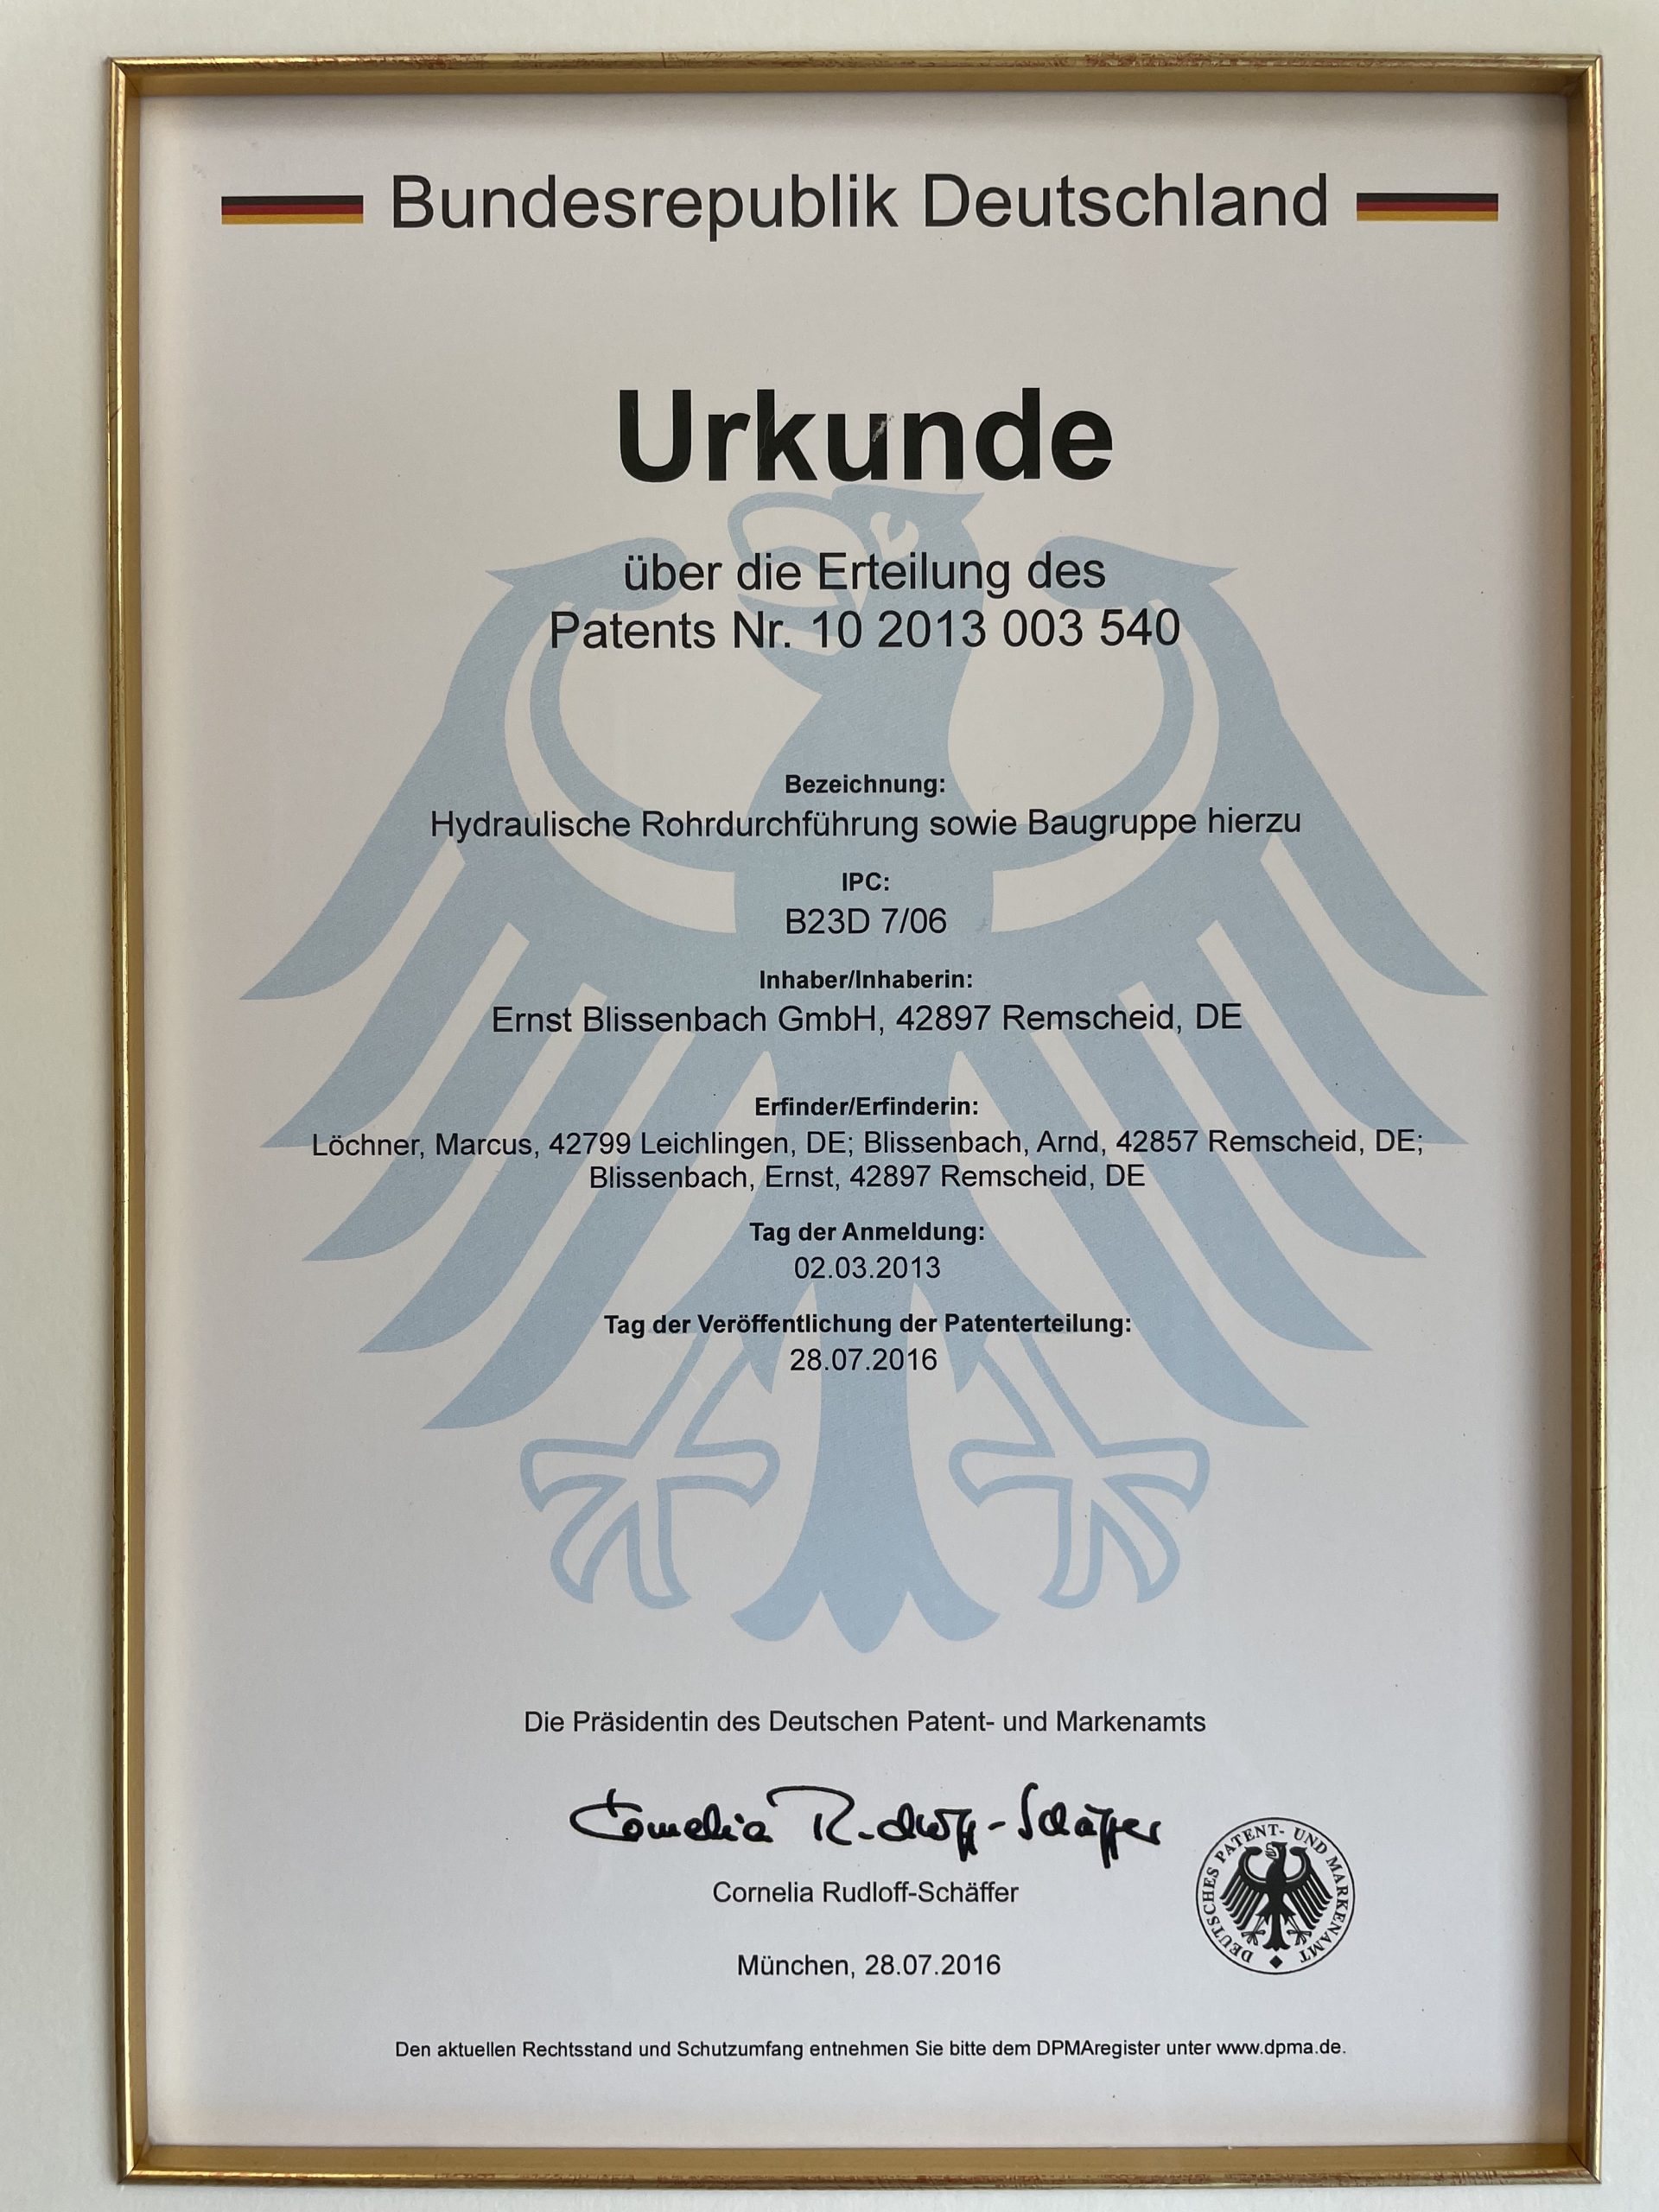 Bundesrepublik Deutschland
Urkunde
über die Erteilung des
Patents Nr. 10 2013 003 540
Bezeichnung:
Hydraulische Rohrdurchführung sowie Baugruppe hierzu
IPC:
B23D 7/06
Inhaber/Inhaberin:
Ernst Blissenbach GmbH, 42897 Remscheid, DE
Erfinder/Erfinderin:
Löchner, Marcus, 42799 Leichlingen, DE; Blissenbach, Arnd, 42857 Remscheid, DE;
Blissenbach, Ernst, 42897 Remscheid, DE
Tag der Anmeldung:
02.03.2013
Tag der Veröffentlichung der Patenterteilung:
28.07.2016
Die Präsidentin des Deutschen Patent- und Markenamts
Cornelia Rudloff-Schäffer
Cornelia Rudloff-Schäffer
DEUTSCHES PATENT- UND MARKENAMT
München, 28.07.2016
Den aktuellen Rechtsstand und Schutzumfang entnehmen Sie bitte dem DPMAregister unter www.dpma.de.